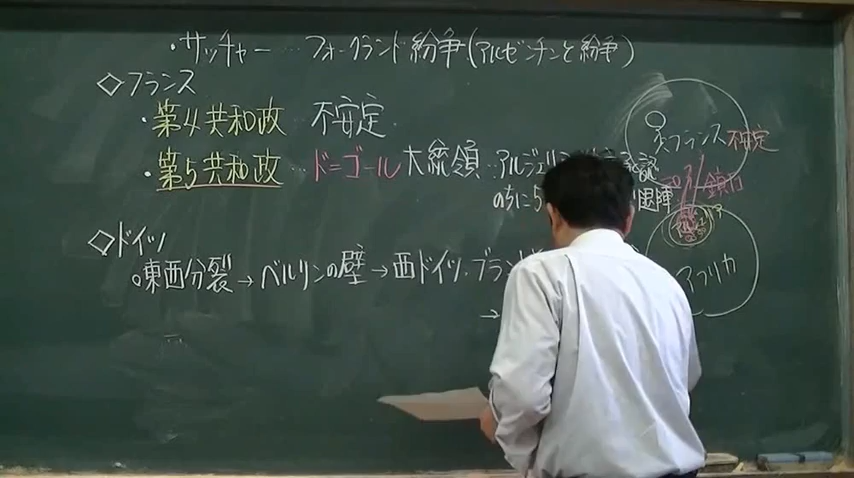 ・サッチャー…フォークランド紛争(アルゼンチンと紛争)
◇フランス
・第4共和政 不安定.
・第5共和政…ド=ゴール大統領…アルジェリ
のちに5
退陣
◇ドイツ
○東西分裂→ベルリンの壁→西ドイツ.ブラント
→
フランス 不安定
アフリカ